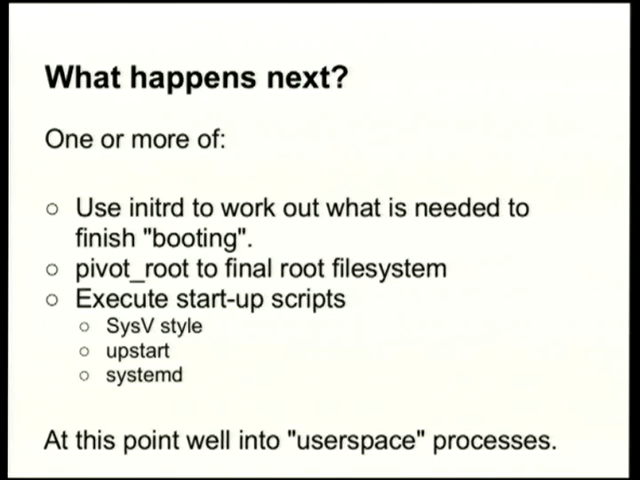 What happens next?
One or more of:
○ Use initrd to work out what is needed to
finish "booting".
○ pivot_root to final root filesystem
○ Execute start-up scripts
○ SysV style
○ upstart
○ systemd
At this point well into "userspace" processes.